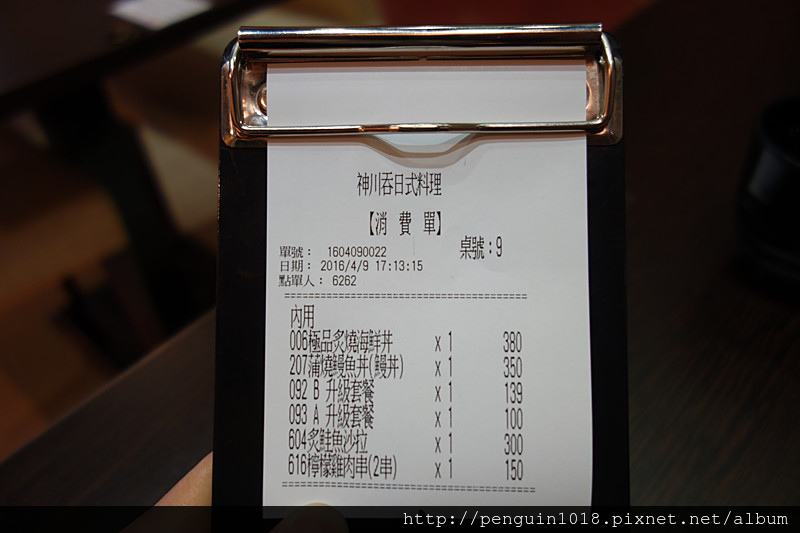 神川吞日式料理
【消 費 單】
單號： 1604090022 桌號：9
日期： 2016/4/9 17:13:15
點單人： 6262
內用
006極品炙燒海鮮丼 x 1 380
207蒲燒鰻魚丼(鰻丼) x 1 350
092 B 升級套餐 x 1 139
093 A 升級套餐 x 1 100
604炙鮭魚沙拉 x 1 300
616檸檬雞肉串(2串) x 1 150
http://penguin1018.pixnet.net/album